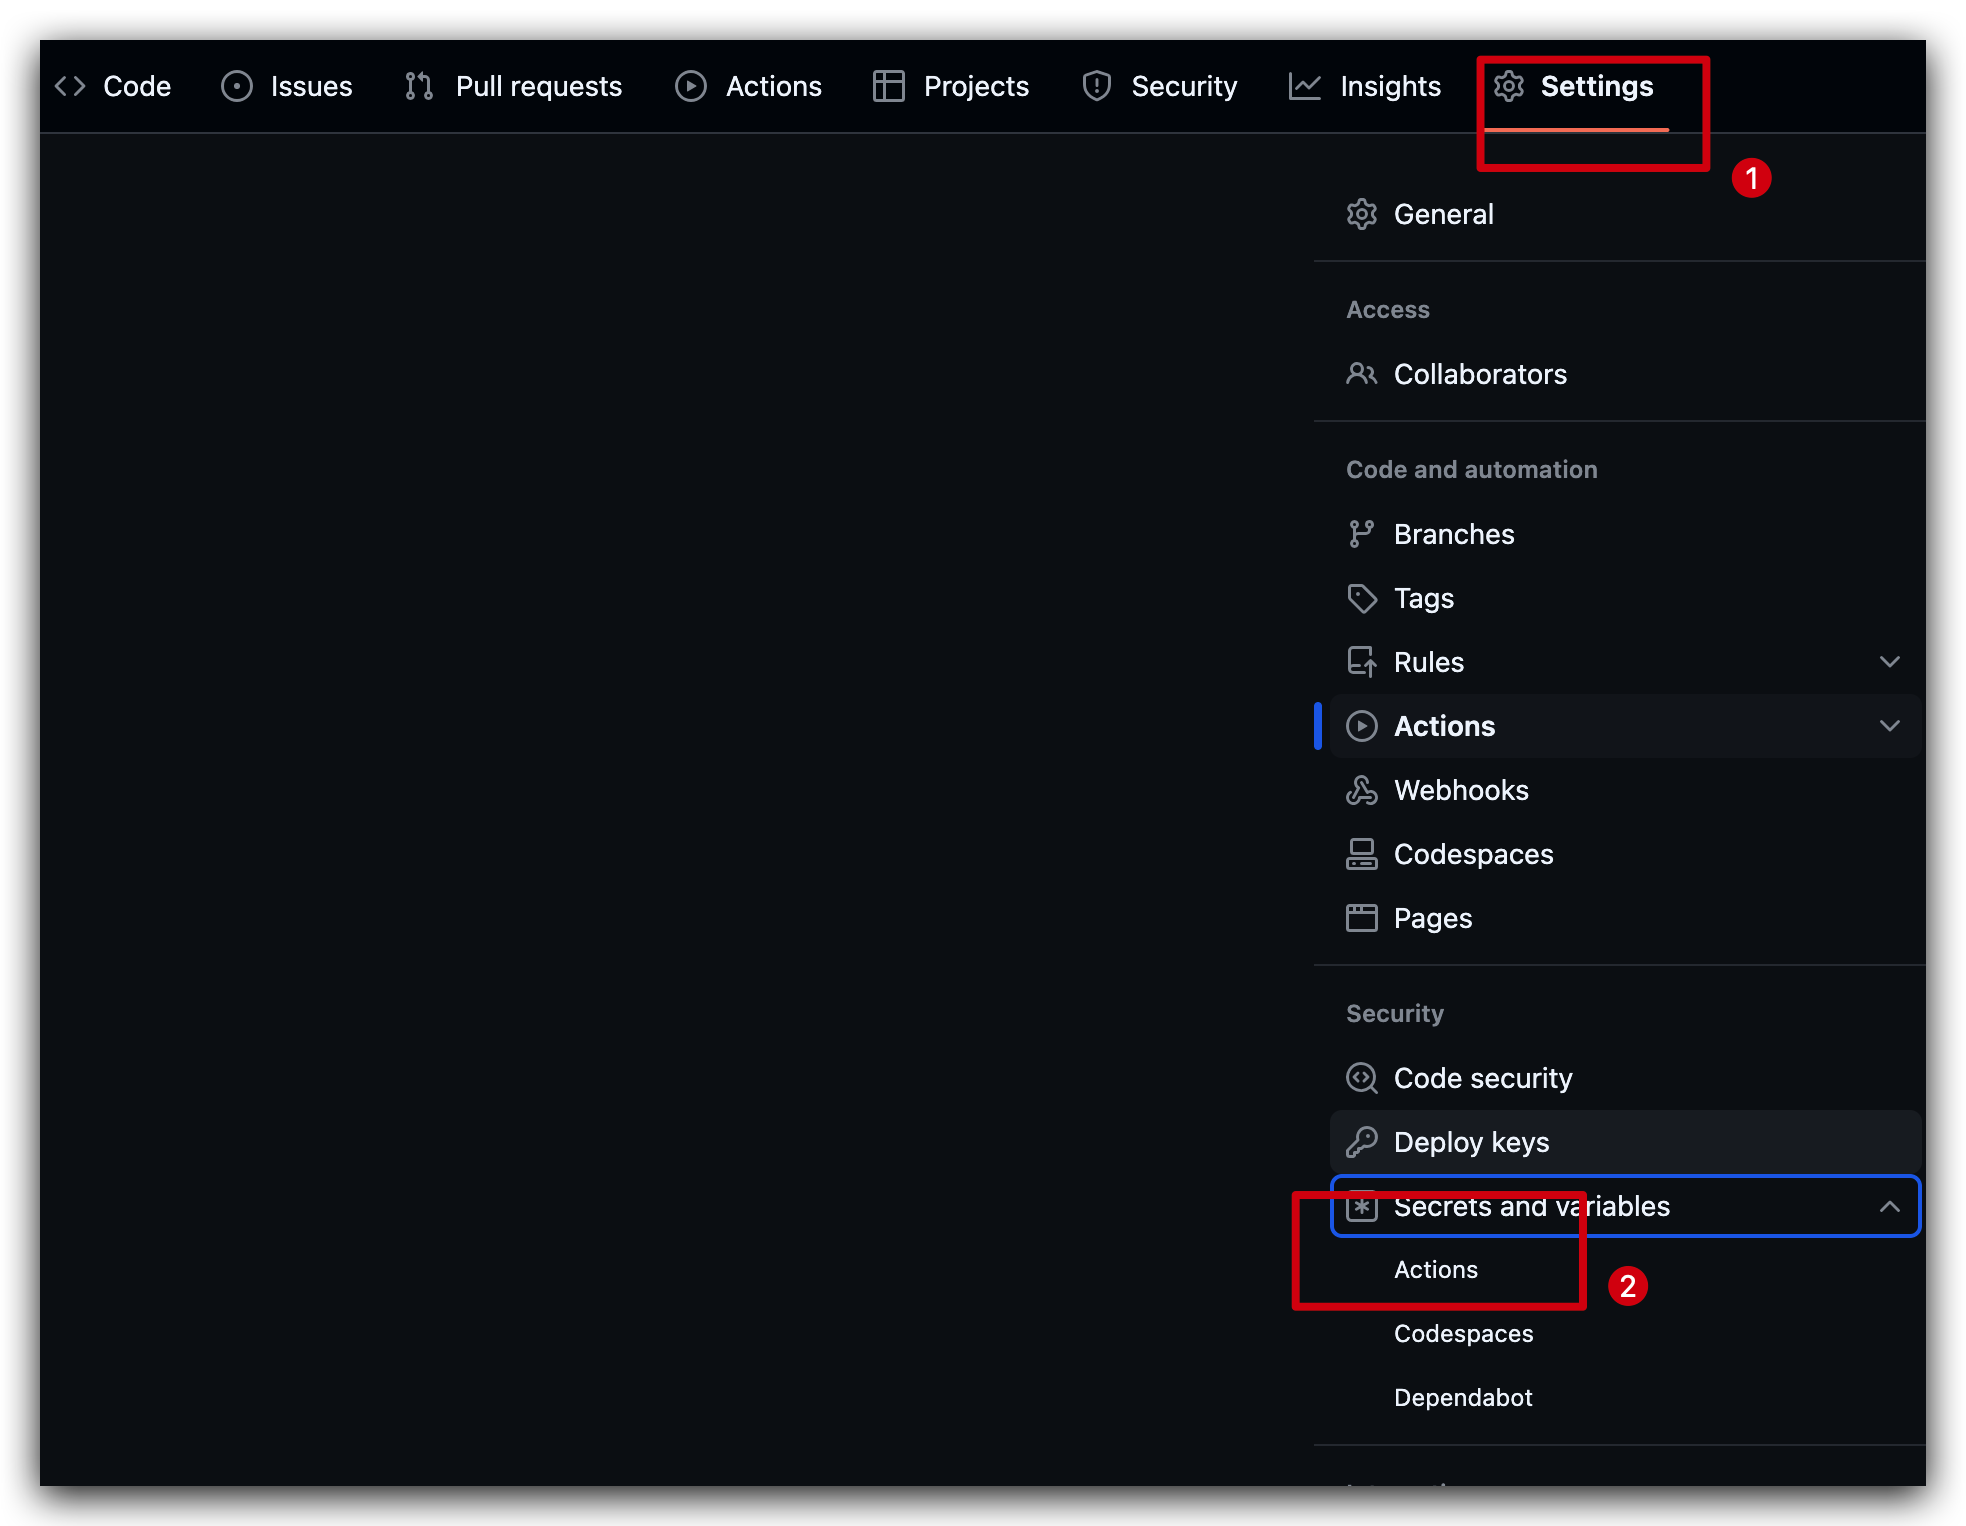 Code Issues Pull requests Actions Projects Security Insights Settings
1
General
Access
Collaborators
Code and automation
Branches
Tags
Rules
Actions
Webhooks
Codespaces
Pages
Security
Code security
Deploy keys
Secrets and variables
Actions
2
Codespaces
Dependabot